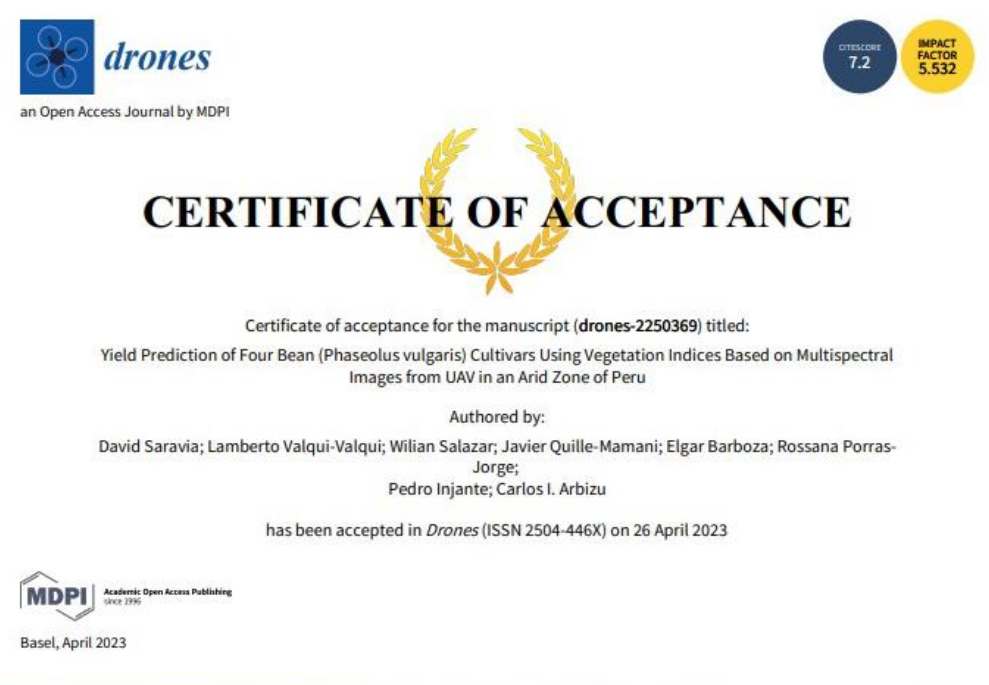 drones
an Open Access Journal by MDPI
CITESCORE
7.2
IMPACT
FACTOR
5.532
CERTIFICATE OF ACCEPTANCE
Certificate of acceptance for the manuscript (drones-2250369) titled:
Yield Prediction of Four Bean (Phaseolus vulgaris) Cultivars Using Vegetation Indices Based on Multispectral
Images from UAV in an Arid Zone of Peru
Authored by:
David Saravia; Lamberto Valqui-Valqui; Wilian Salazar; Javier Quille-Mamani; Elgar Barboza; Rossana Porras-
Jorge;
Pedro Injante; Carlos I. Arbizu
has been accepted in Drones (ISSN 2504-446X) on 26 April 2023
MDPI
Academic Open Access Publishing
since 1996
Basel, April 2023